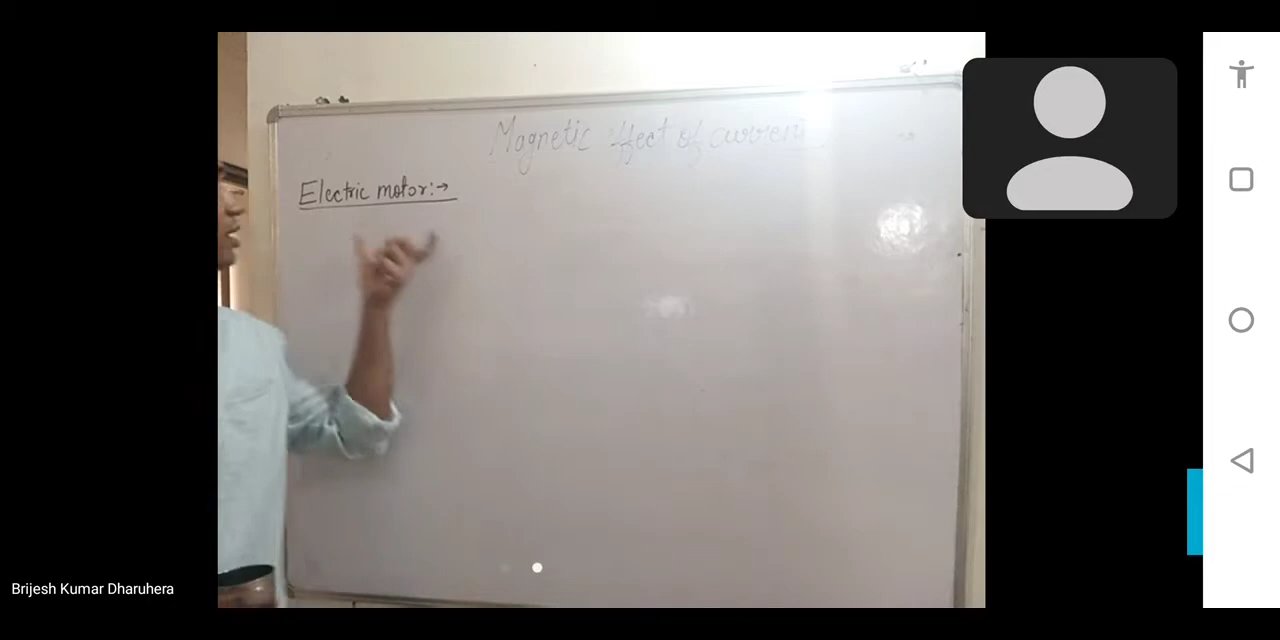 Magnetic effect of current
Electric motor:→
Brijesh Kumar Dharuhera